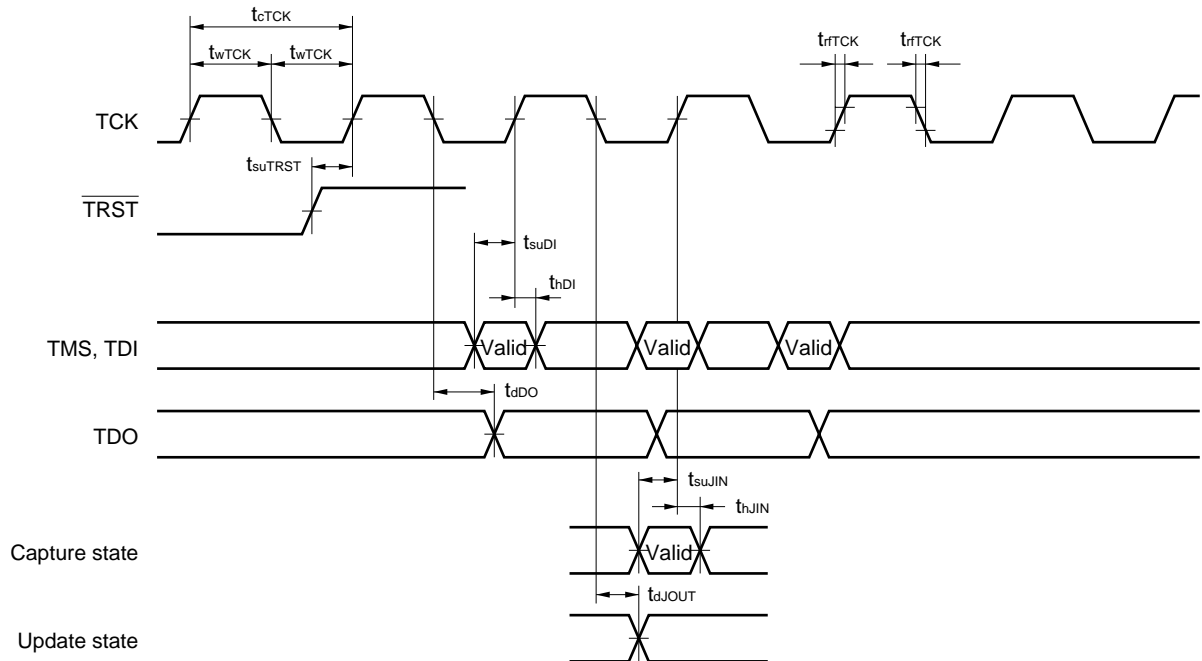 tcTCK
twTCK twTCK trfTCK trfTCK
TCK
tsuTRST
TRST
tsuDI
thDI
TMS, TDI Valid Valid Valid
tdDO
TDO
tsuJIN
thJIN
Capture state Valid
tdJOUT
Update state